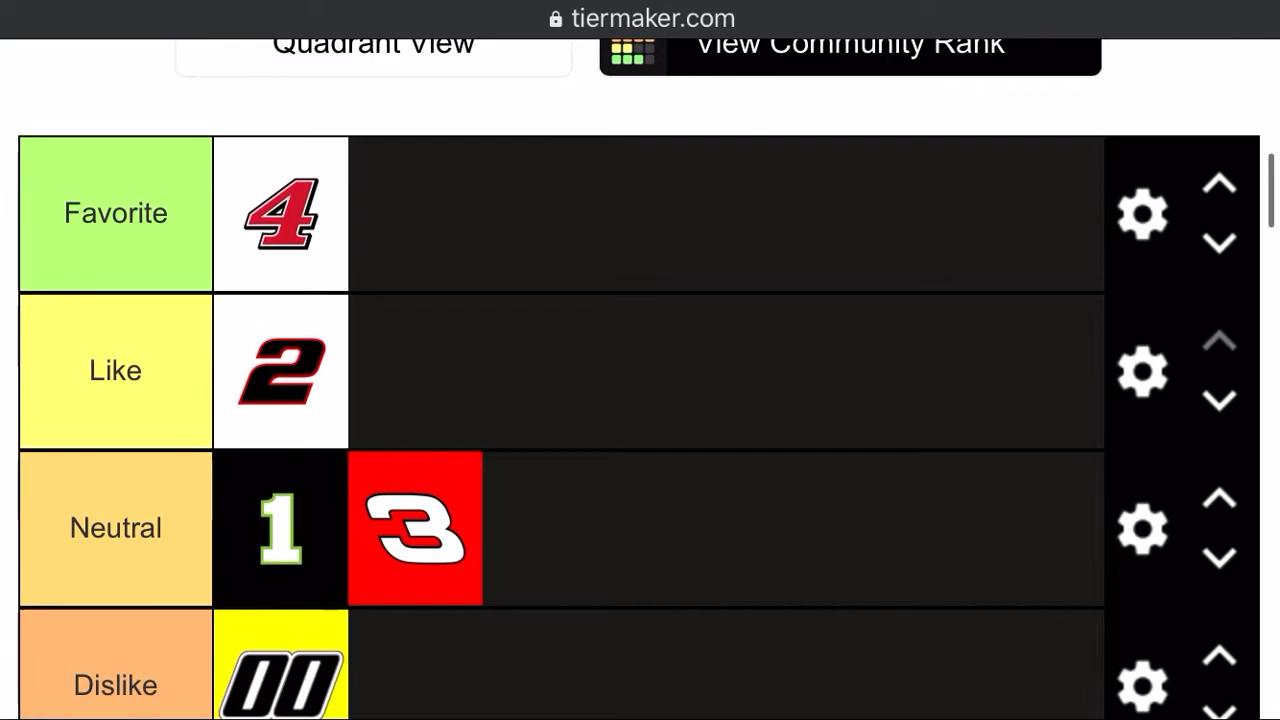 tiermaker.com
Quadrant View
View Community Rank
Favorite
4
Like
2
Neutral
1
3
Dislike
00